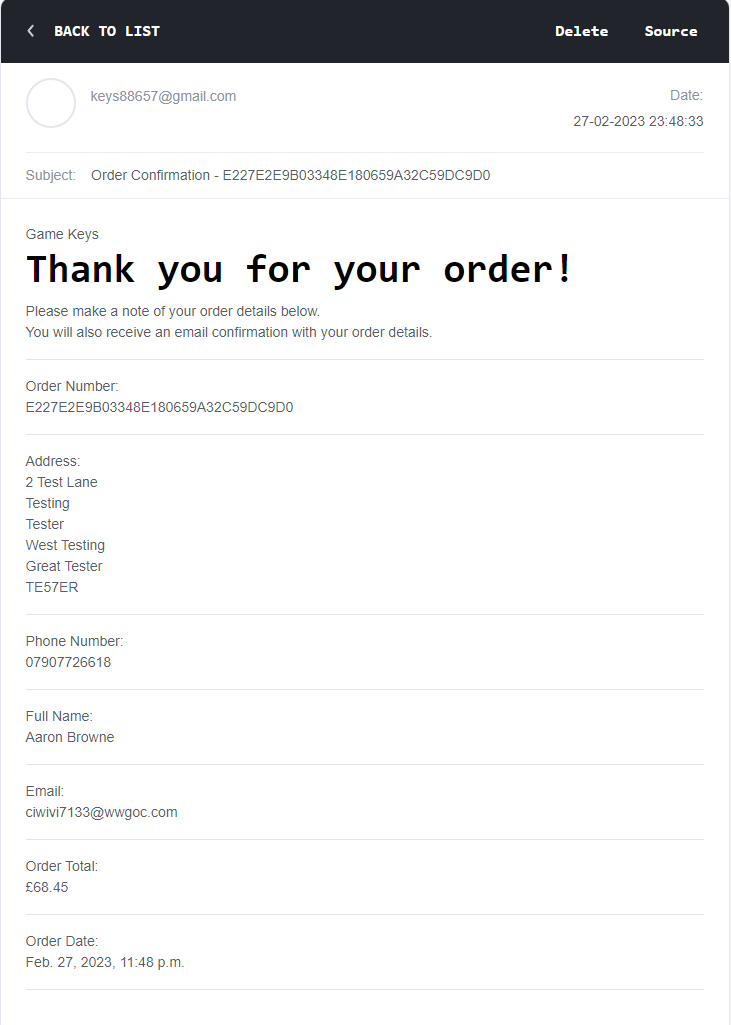 BACK TO LIST
Delete
Source
keys88657@gmail.com
Date:
27-02-2023 23:48:33
Subject: Order Confirmation - E227E2E9B03348E180659A32C59DC9D0
Game Keys
Thank you for your order!
Please make a note of your order details below.
You will also receive an email confirmation with your order details.
Order Number:
E227E2E9B03348E180659A32C59DC9D0
Address:
2 Test Lane
Testing
Tester
West Testing
Great Tester
TE57ER
Phone Number:
07907726618
Full Name:
Aaron Browne
Email:
ciwivi7133@wwgoc.com
Order Total:
£68.45
Order Date:
Feb. 27, 2023, 11:48 p.m.